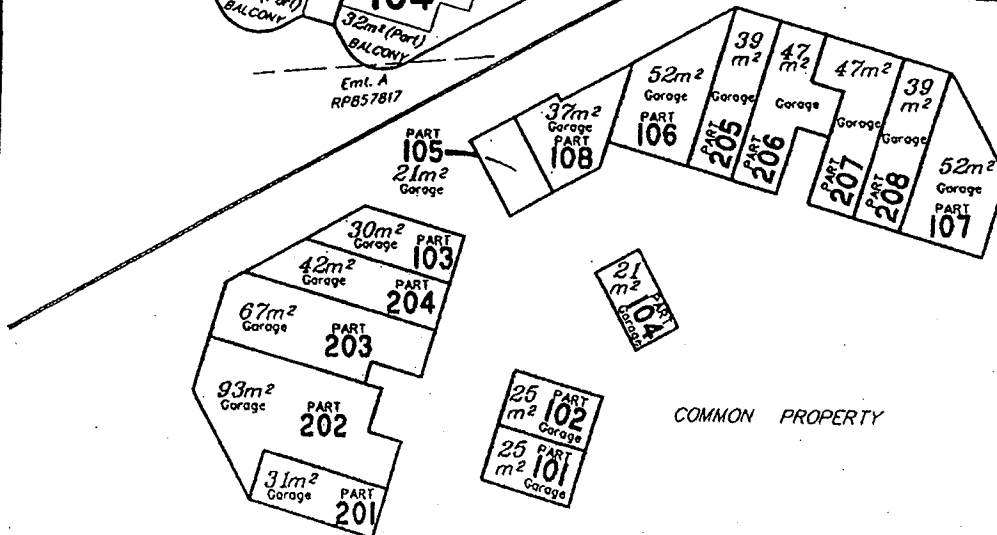 BALCONY
32m² (Part)
BALCONY
Emt. A
RP857817
PART
105
21m²
Garage
37m²
Garage
PART
108
52m²
Garage
PART
106
39
m²
Garage
PART
205
47
m²
Garage
PART
206
47m²
Garage
PART
207
39
m²
Garage
PART
208
52m²
Garage
PART
107
30m²
Garage
PART
103
42m²
Garage
PART
204
67m²
Garage
PART
203
93m²
Garage
PART
202
31m²
Garage
PART
201
21
m²
PART
104
Garage
25
m²
PART
102
Garage
25
m²
PART
101
Garage
COMMON PROPERTY